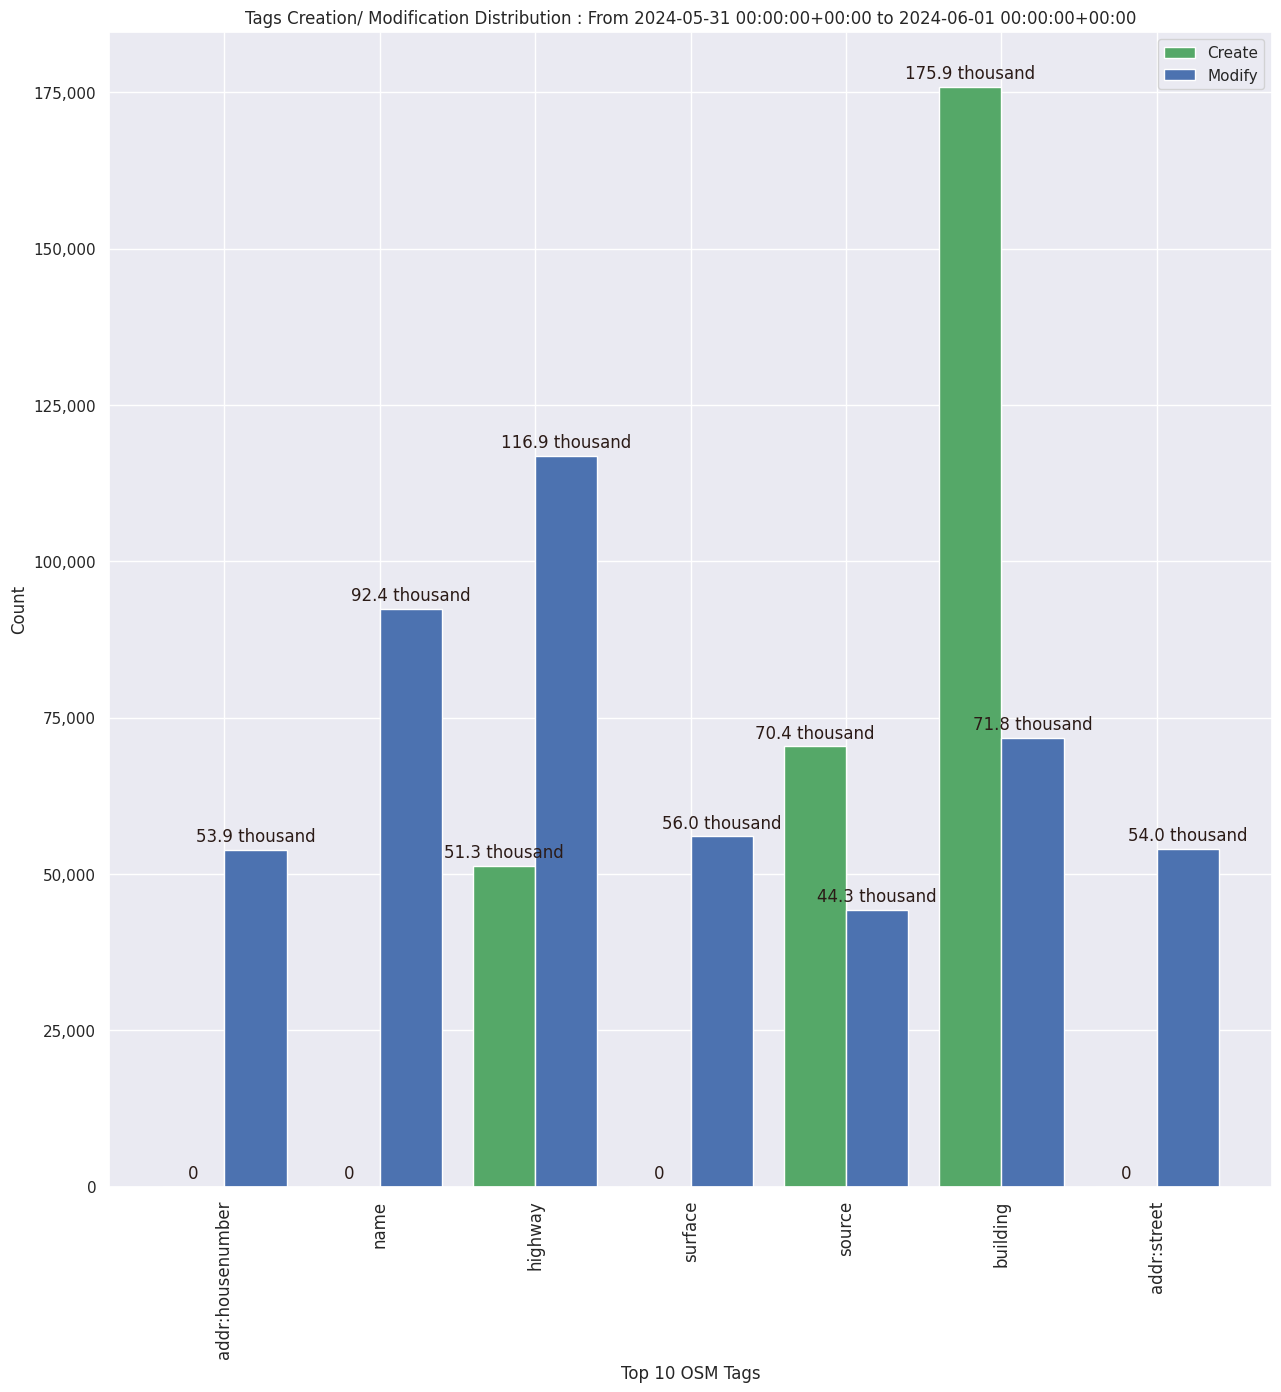 Tags Creation/ Modification Distribution : From 2024-05-31 00:00:00+00:00 to 2024-06-01 00:00:00+00:00
Create
Modify
175.9 thousand
175,000
150,000
125,000
116.9 thousand
100,000
92.4 thousand
Count
75,000
71.8 thousand
70.4 thousand
56.0 thousand
53.9 thousand
54.0 thousand
51.3 thousand
50,000
44.3 thousand
25,000
0
0
0
0
0
addr:housenumber
name
highway
surface
source
building
addr:street
Top 10 OSM Tags